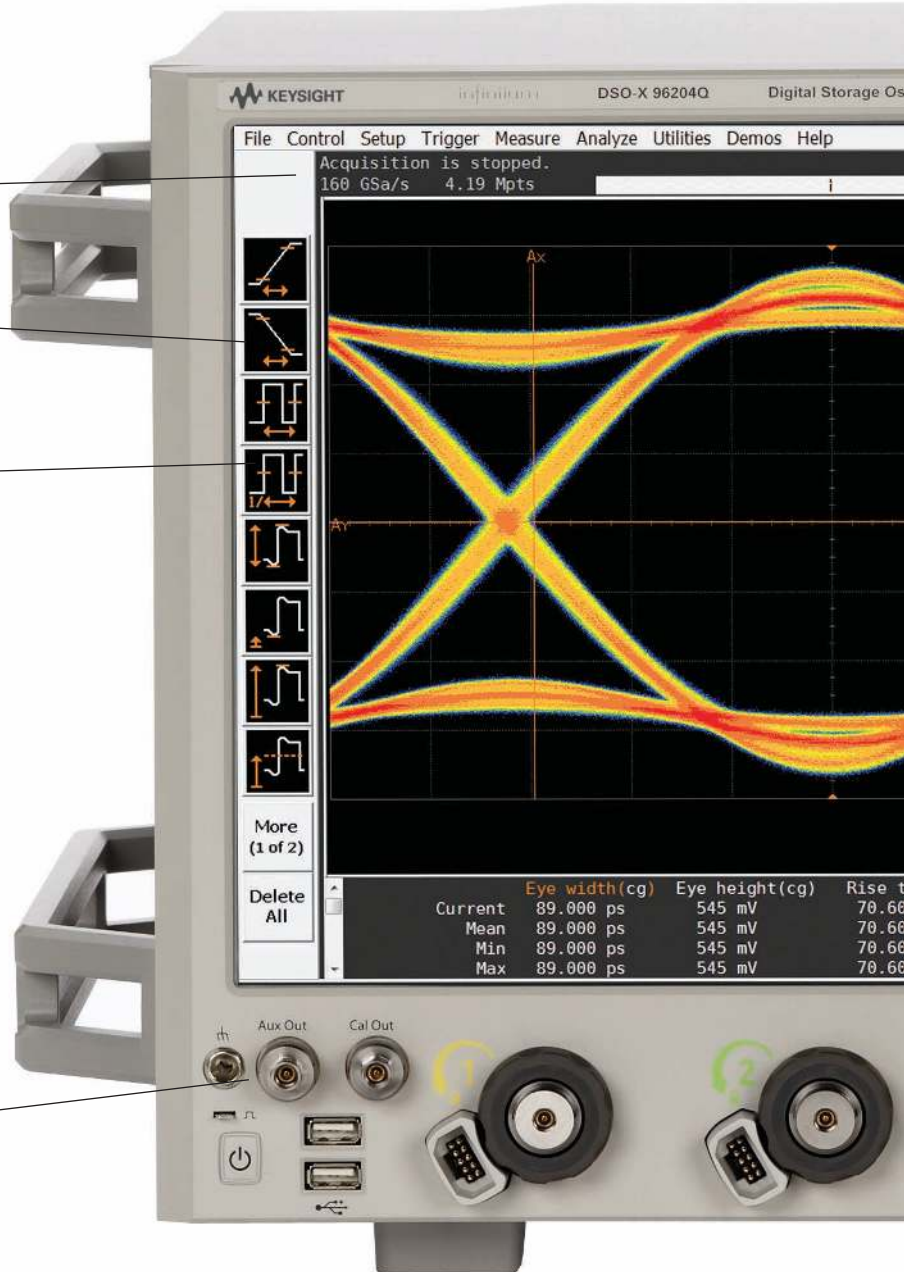 KEYSIGHT infiniium DSO-X 96204Q Digital Storage Os
File Control Setup Trigger Measure Analyze Utilities Demos Help
Acquisition is stopped.
160 GSa/s 4.19 Mpts
Ax
Ay
1/
More
(1 of 2)
Delete
All
Eye width(cg) Eye height(cg) Rise t
Current 89.000 ps 545 mV 70.60
Mean 89.000 ps 545 mV 70.60
Min 89.000 ps 545 mV 70.60
Max 89.000 ps 545 mV 70.60
Aux Out Cal Out
1 2